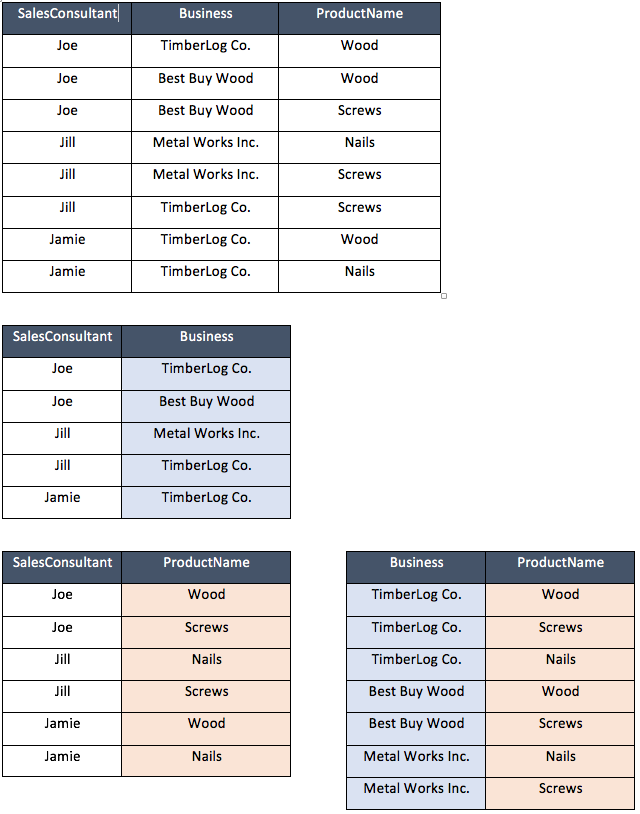 SalesConsultant Business ProductName
Joe TimberLog Co. Wood
Joe Best Buy Wood Wood
Joe Best Buy Wood Screws
Jill Metal Works Inc. Nails
Jill Metal Works Inc. Screws
Jill TimberLog Co. Screws
Jamie TimberLog Co. Wood
Jamie TimberLog Co. Nails
SalesConsultant Business
Joe TimberLog Co.
Joe Best Buy Wood
Jill Metal Works Inc.
Jill TimberLog Co.
Jamie TimberLog Co.
SalesConsultant ProductName
Joe Wood
Joe Screws
Jill Nails
Jill Screws
Jamie Wood
Jamie Nails
Business ProductName
TimberLog Co. Wood
TimberLog Co. Screws
TimberLog Co. Nails
Best Buy Wood Wood
Best Buy Wood Screws
Metal Works Inc. Nails
Metal Works Inc. Screws